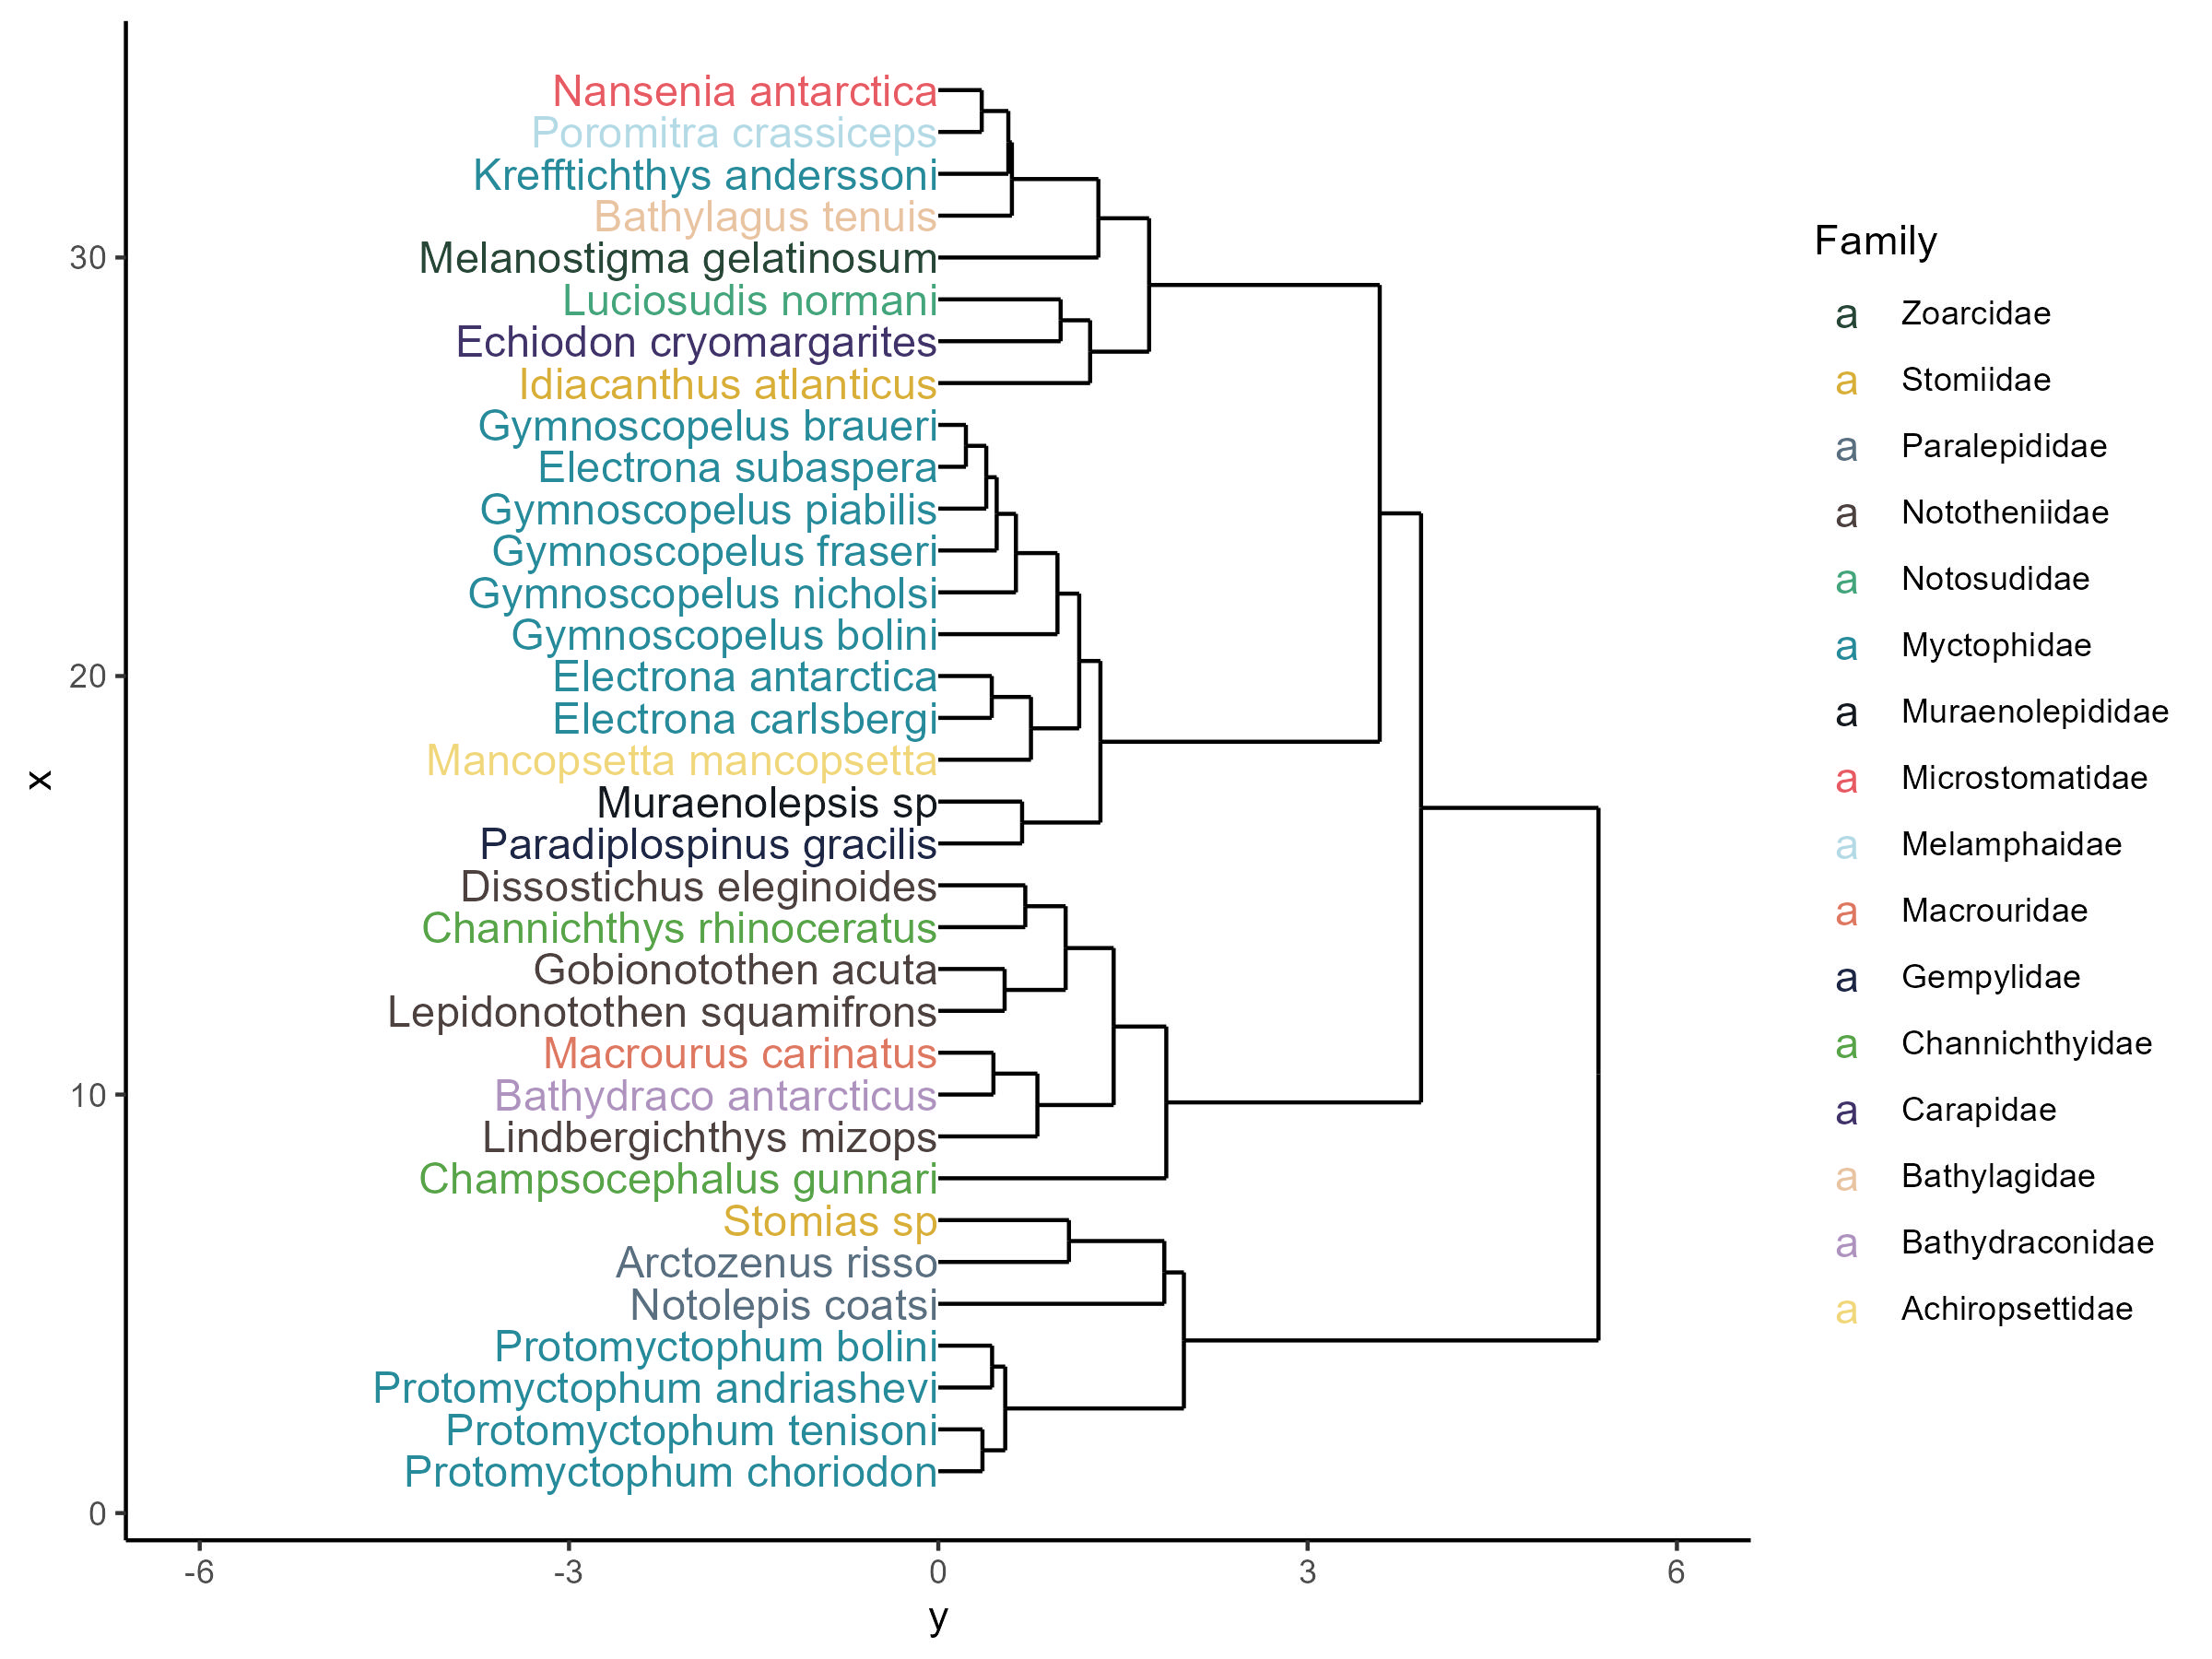 Nansenia antarctica
Poromitra crassiceps
Krefftichthys anderssoni
Bathylagus tenuis
30
Melanostigma gelatinosum
Luciosudis normani
Echiodon cryomargarites
Idiacanthus atlanticus
Gymnoscopelus braueri
Electrona subaspera
Gymnoscopelus piabilis
Gymnoscopelus fraseri
Gymnoscopelus nicholsi
Gymnoscopelus bolini
20
Electrona antarctica
Electrona carlsbergi
Mancopsetta mancopsetta
x
Muraenolepsis sp
Paradiplospinus gracilis
Dissostichus eleginoides
Channichthys rhinoceratus
Gobionotothen acuta
Lepidonotothen squamifrons
Macrourus carinatus
10
Bathydraco antarcticus
Lindbergichthys mizops
Champsocephalus gunnari
Stomias sp
Arctozenus risso
Notolepis coatsi
Protomyctophum bolini
Protomyctophum andriashevi
Protomyctophum tenisoni
Protomyctophum choriodon
0
-6 -3 0 3 6
y
Family
a Zoarcidae
a Stomiidae
a Paralepididae
a Nototheniidae
a Notosudidae
a Myctophidae
a Muraenolepididae
a Microstomatidae
a Melamphaidae
a Macrouridae
a Gempylidae
a Channichthyidae
a Carapidae
a Bathylagidae
a Bathydraconidae
a Achiropsettidae